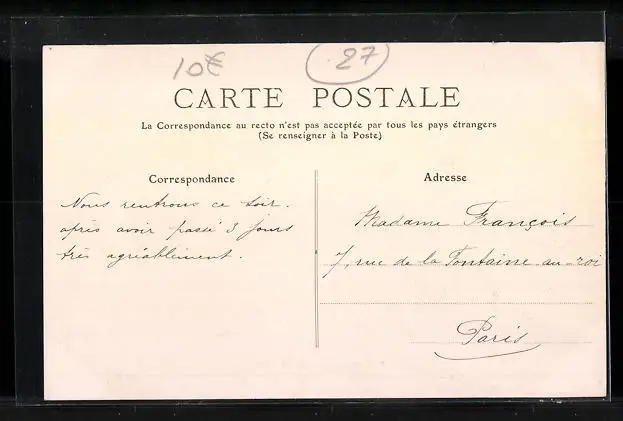 10€ 27
CARTE POSTALE
La Correspondance au recto n'est pas acceptée par tous les pays étrangers
(Se renseigner à la Poste)
Correspondance
Nous rentrons ce soir.
après avoir passé 3 jours
très agréablement.
Adresse
Madame François
7, rue de la Fontaine au-roi
Paris